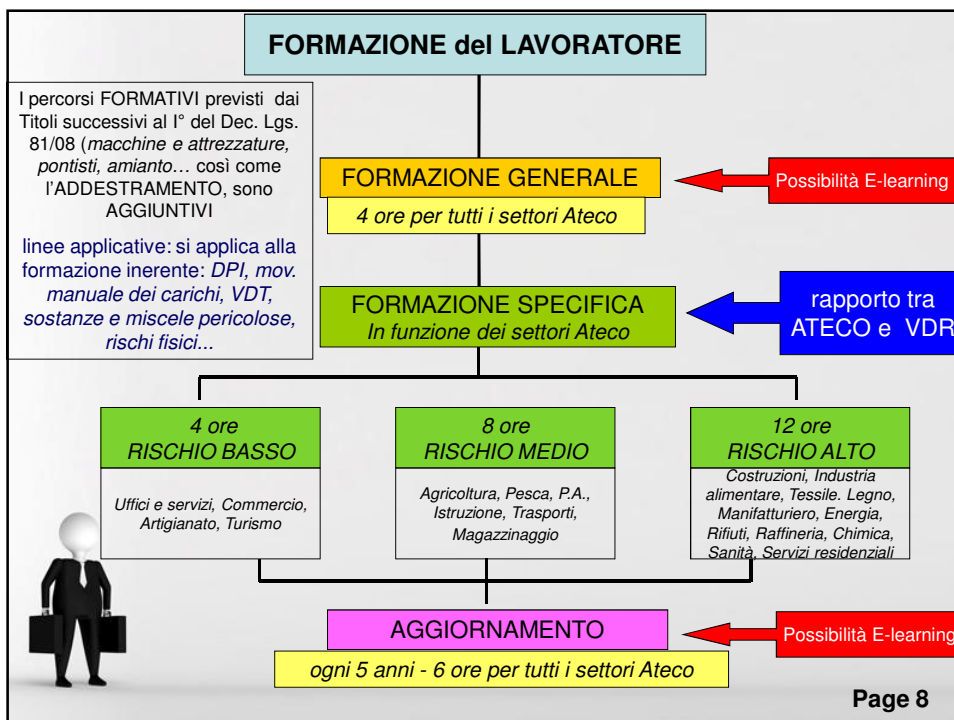 FORMAZIONE del LAVORATORE
I percorsi FORMATIVI previsti dai
Titoli successivi al I° del Dec. Lgs.
81/08 (macchine e attrezzature,
pontisti, amianto… così come
l'ADDESTRAMENTO, sono
AGGIUNTIVI
linee applicative: si applica alla
formazione inerente: DPI, mov.
manuale dei carichi, VDT,
sostanze e miscele pericolose,
rischi fisici...
FORMAZIONE GENERALE
4 ore per tutti i settori Ateco
Possibilità E-learning
FORMAZIONE SPECIFICA
In funzione dei settori Ateco
rapporto tra
ATECO e VDR
4 ore
RISCHIO BASSO
Uffici e servizi, Commercio,
Artigianato, Turismo
8 ore
RISCHIO MEDIO
Agricoltura, Pesca, P.A.,
Istruzione, Trasporti,
Magazzinaggio
12 ore
RISCHIO ALTO
Costruzioni, Industria
alimentare, Tessile. Legno,
Manifatturiero, Energia,
Rifiuti, Raffineria, Chimica,
Sanità, Servizi residenziali
AGGIORNAMENTO
ogni 5 anni - 6 ore per tutti i settori Ateco
Possibilità E-learning
Page 8